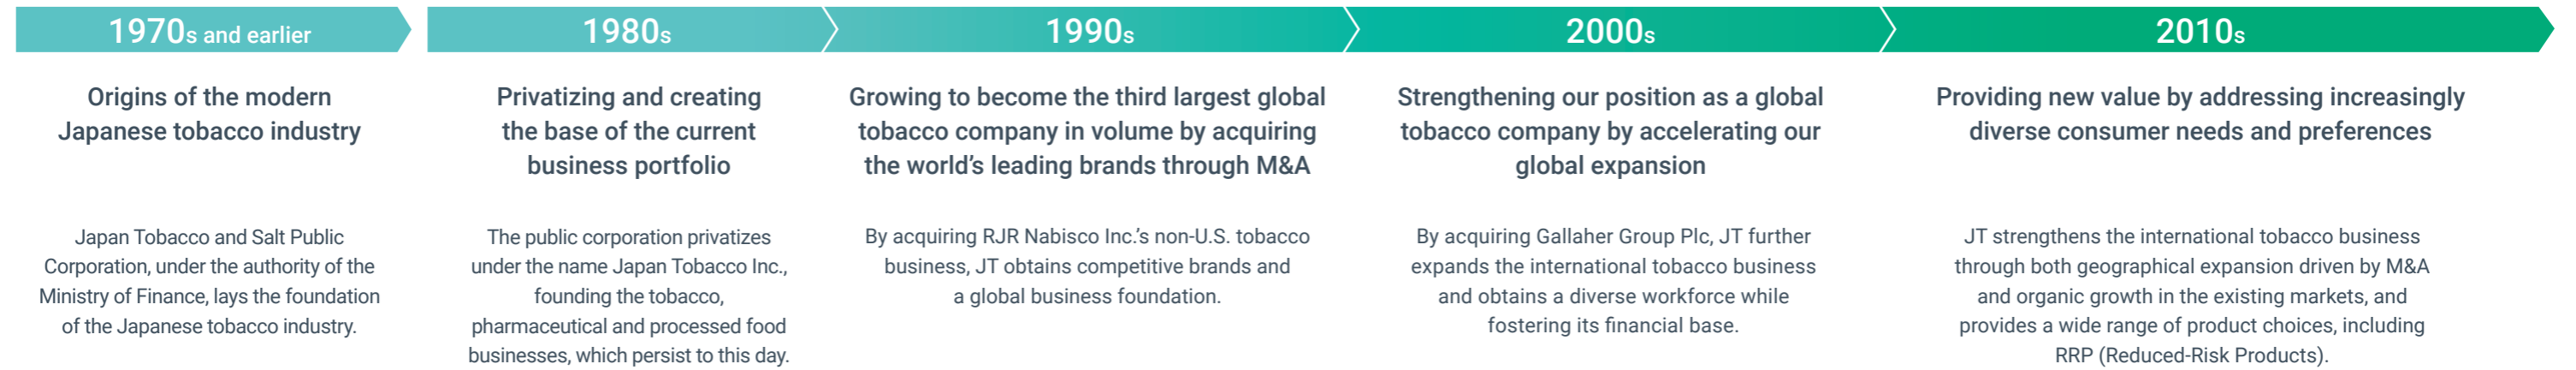 1970s and earlier
Origins of the modern
Japanese tobacco industry
Japan Tobacco and Salt Public
Corporation, under the authority of the
Ministry of Finance, lays the foundation
of the Japanese tobacco industry.
1980s
Privatizing and creating
the base of the current
business portfolio
The public corporation privatizes
under the name Japan Tobacco Inc.,
founding the tobacco,
pharmaceutical and processed food
businesses, which persist to this day.
1990s
Growing to become the third largest global
tobacco company in volume by acquiring
the world’s leading brands through M&A
By acquiring RJR Nabisco Inc.’s non-U.S. tobacco
business, JT obtains competitive brands and
a global business foundation.
2000s
Strengthening our position as a global
tobacco company by accelerating our
global expansion
By acquiring Gallaher Group Plc, JT further
expands the international tobacco business
and obtains a diverse workforce while
fostering its financial base.
2010s
Providing new value by addressing increasingly
diverse consumer needs and preferences
JT strengthens the international tobacco business
through both geographical expansion driven by M&A
and organic growth in the existing markets, and
provides a wide range of product choices, including
RRP (Reduced-Risk Products).